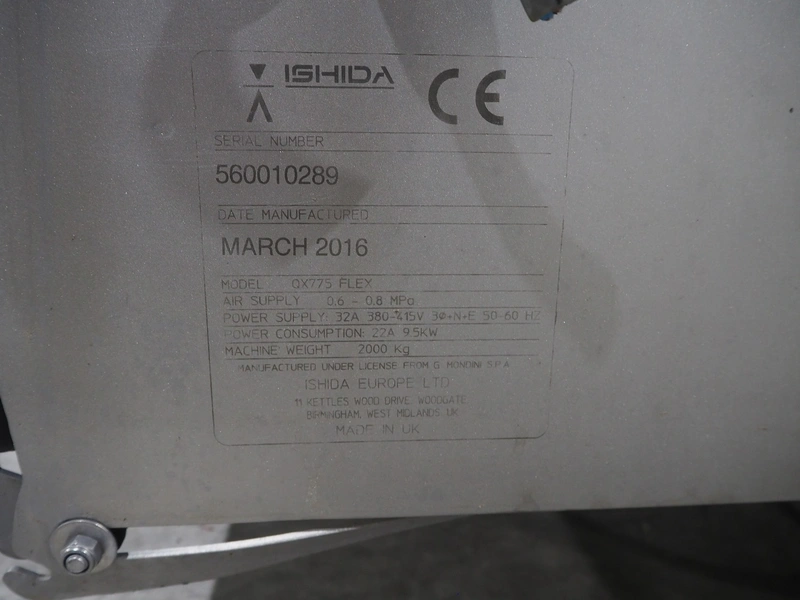 ISHIDA CE
SERIAL NUMBER
560010289
DATE MANUFACTURED
MARCH 2016
MODEL QX775 FLEX
AIR SUPPLY 0.6 - 0.8 MPa
POWER SUPPLY: 32A 380-415V 3Φ+N+E 50-60 HZ
POWER CONSUMPTION: 22A 9.5KW
MACHINE WEIGHT 2000 Kg
MANUFACTURED UNDER LICENSE FROM G. MONDINI S.P.A
ISHIDA EUROPE LTD
11 KETTLES WOOD DRIVE, WOODGATE
BIRMINGHAM, WEST MIDLANDS. UK
MADE IN UK